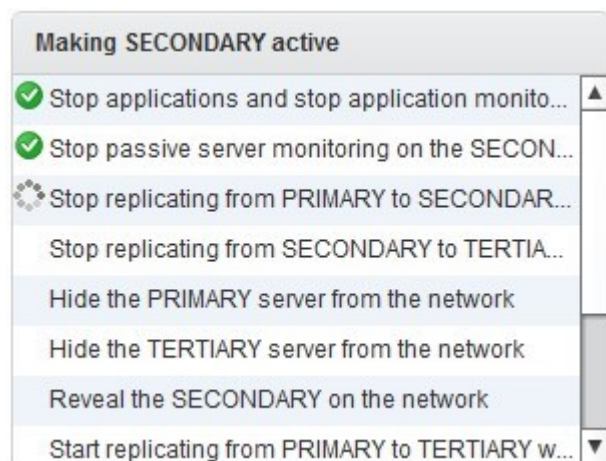 Making SECONDARY active
Stop applications and stop application monito...
Stop passive server monitoring on the SECON...
Stop replicating from PRIMARY to SECONDAR...
Stop replicating from SECONDARY to TERTIA...
Hide the PRIMARY server from the network
Hide the TERTIARY server from the network
Reveal the SECONDARY on the network
Start replicating from PRIMARY to TERTIARY w...